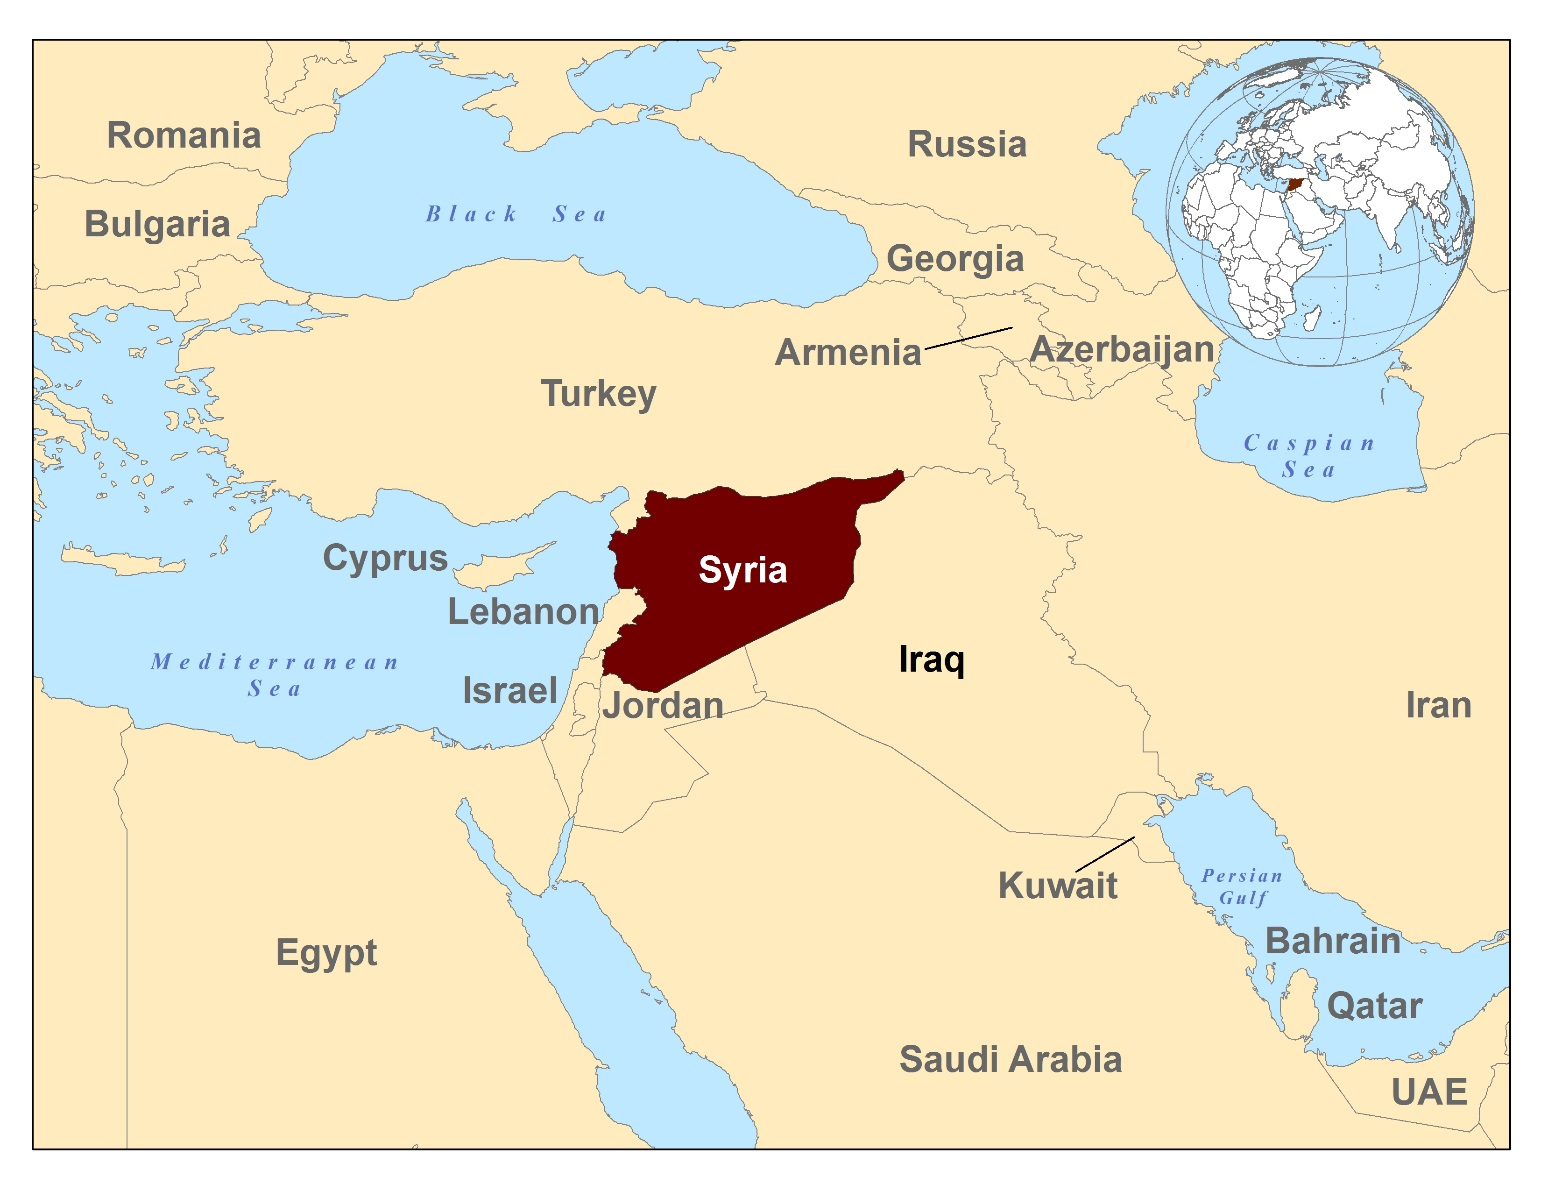 Romania
Russia
Bulgaria
Black Sea
Georgia
Armenia
Azerbaijan
Turkey
Caspian
Sea
Cyprus
Syria
Lebanon
Mediterranean
Sea
Iraq
Israel
Jordan
Iran
Kuwait
Persian
Gulf
Egypt
Bahrain
Qatar
Saudi Arabia
UAE